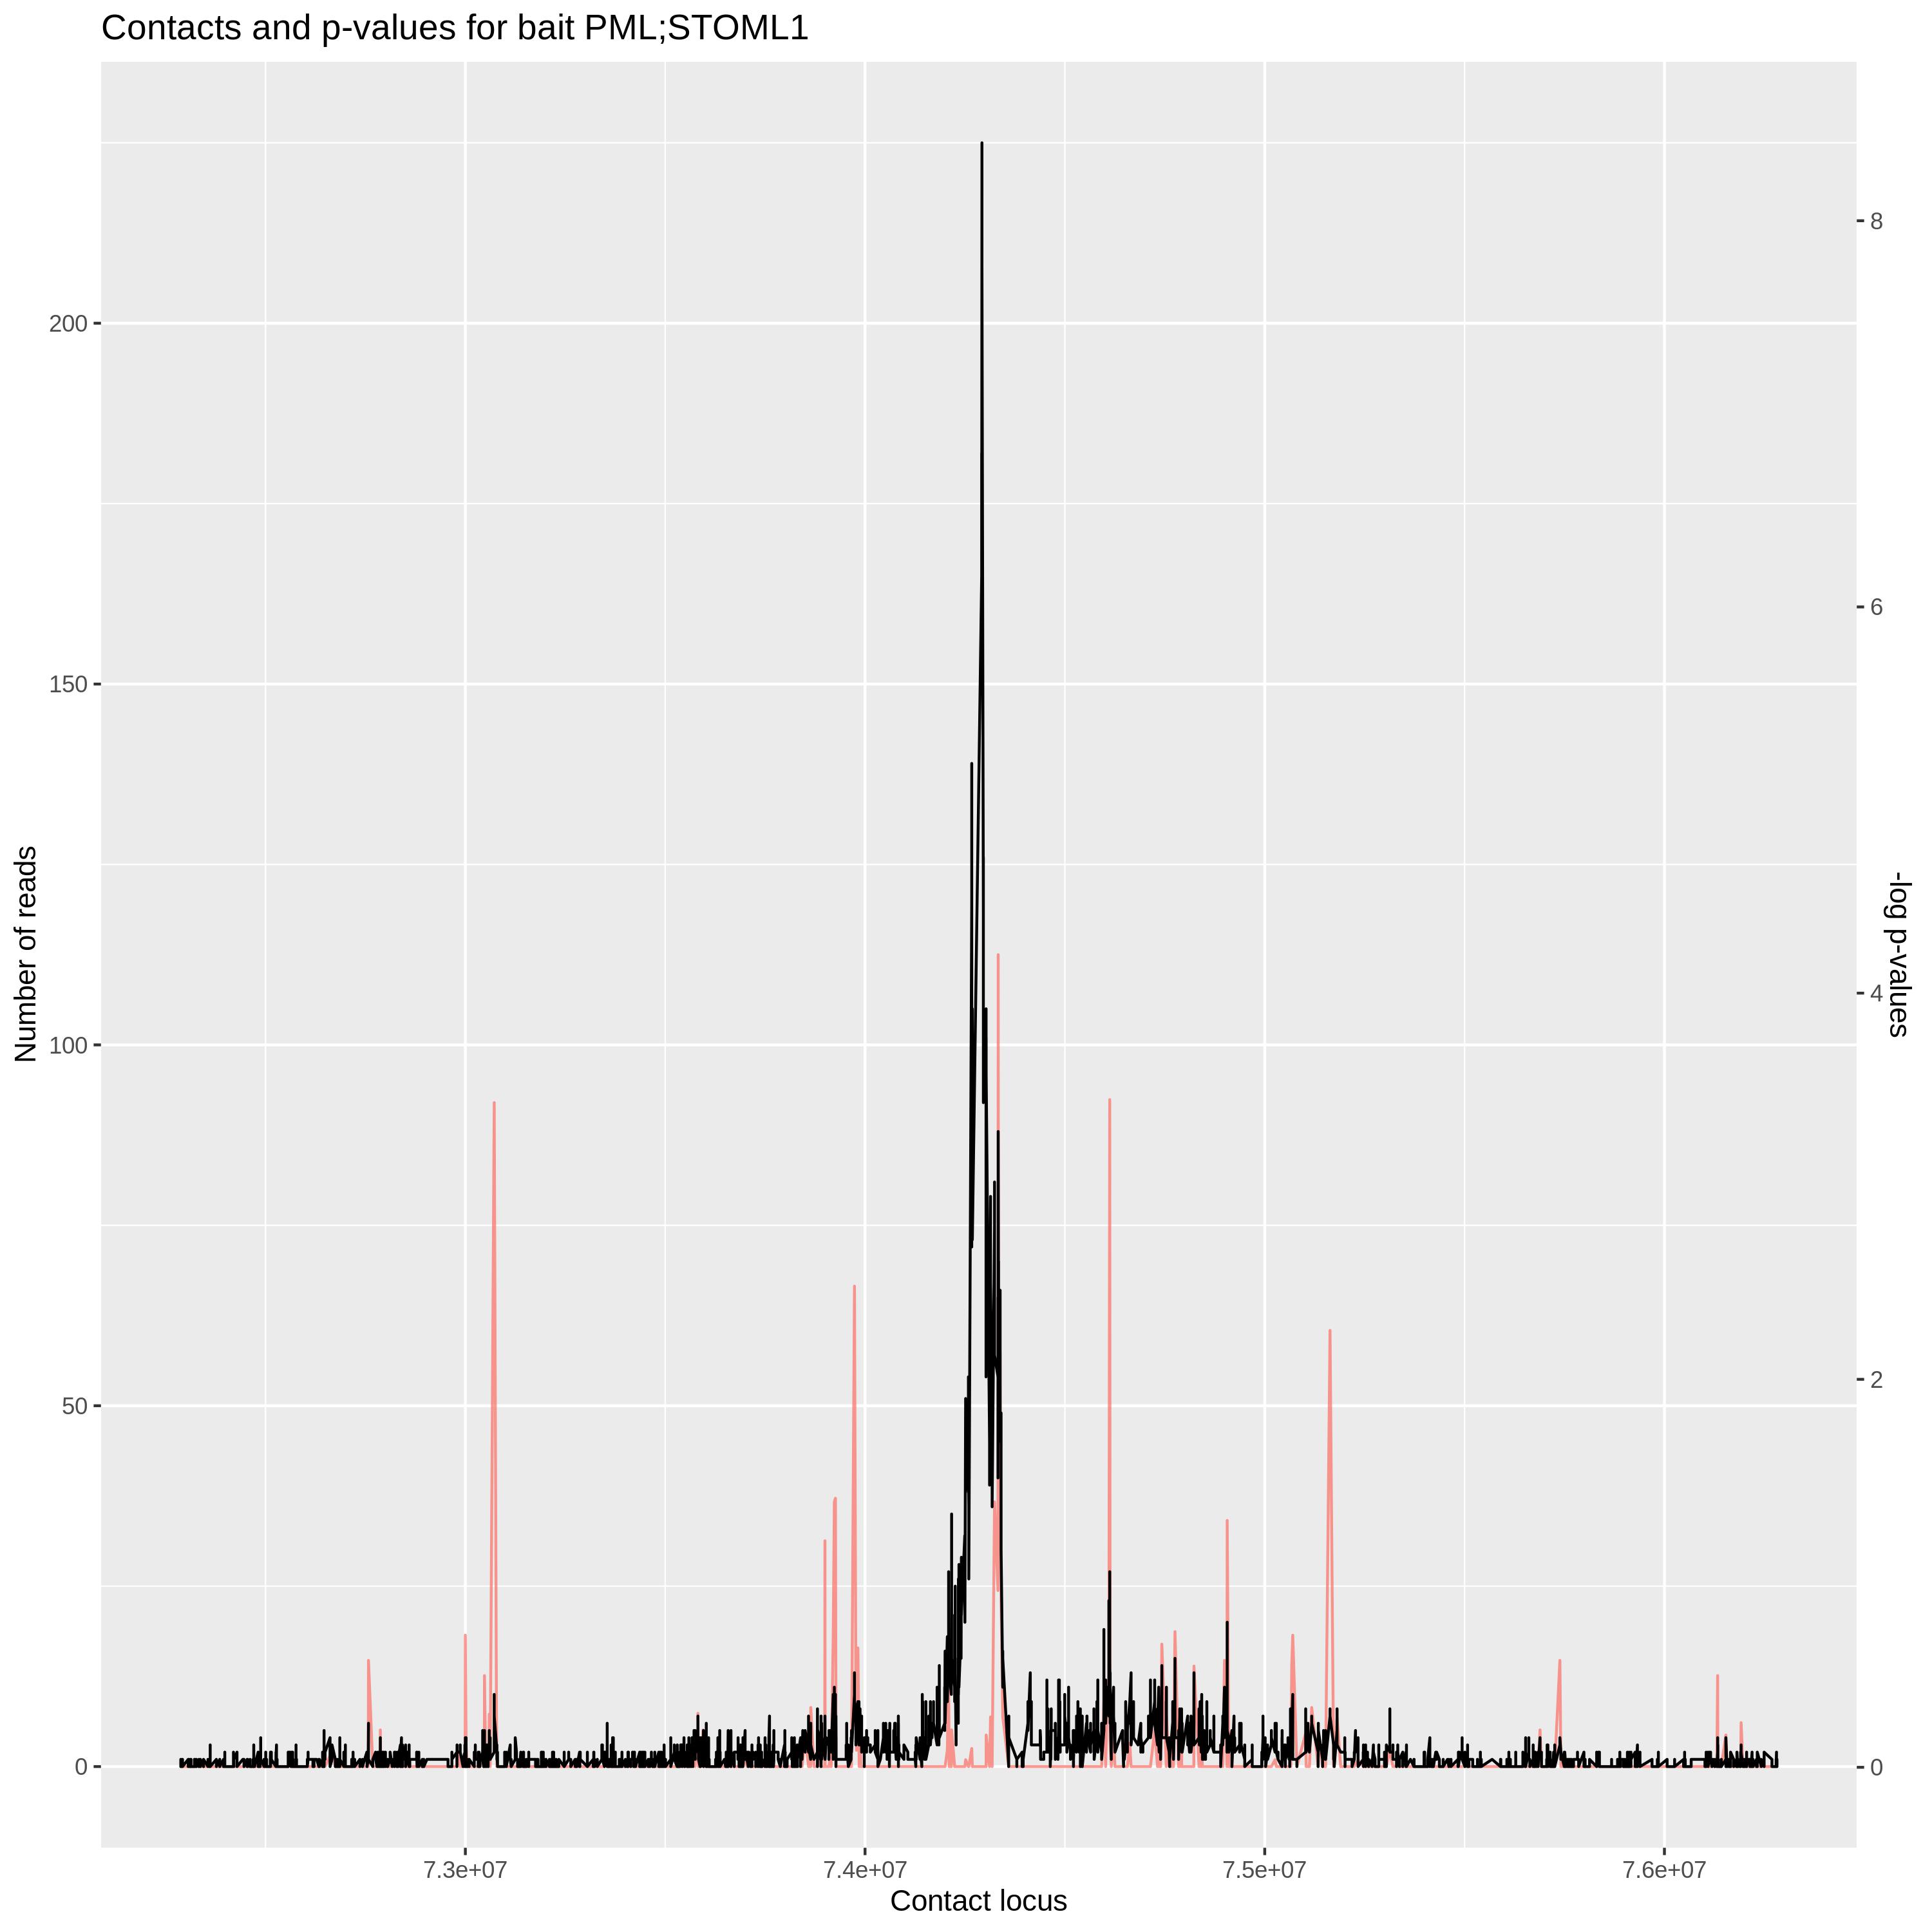 Contacts and p-values for bait PML;STOML1
Number of reads
200
150
100
50
0
8
6
4
2
0
-log p-values
7.3e+07
7.4e+07
7.5e+07
7.6e+07
Contact locus